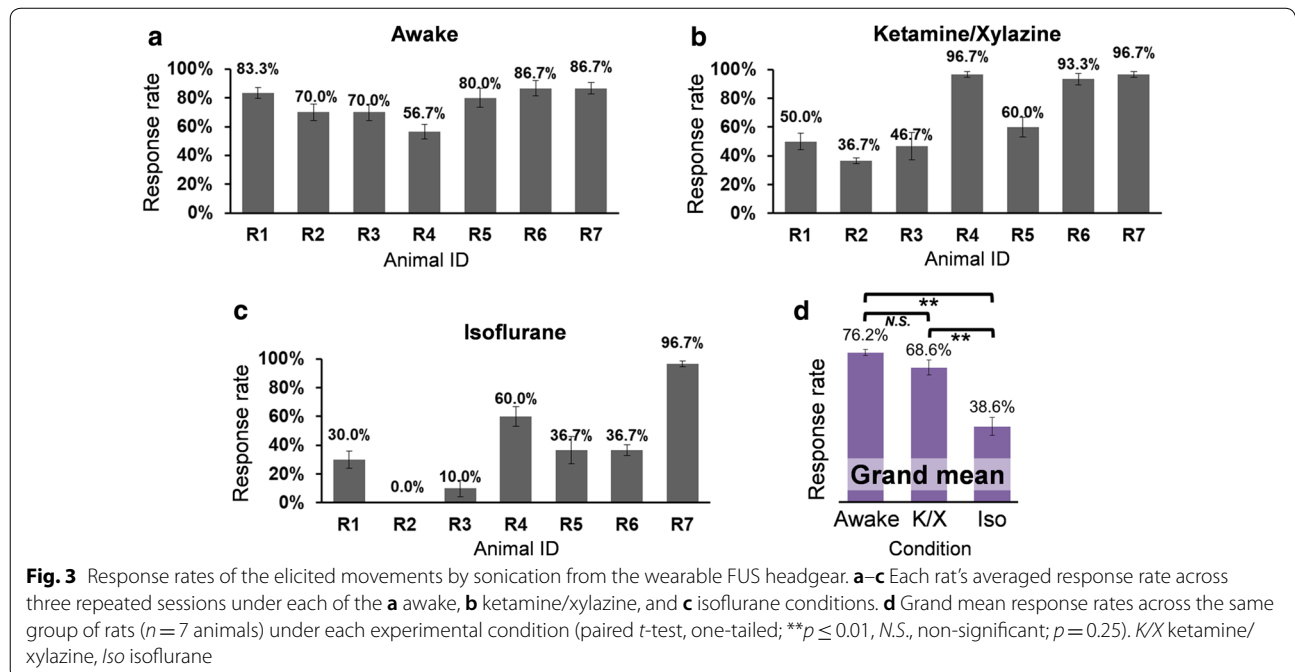 a
Awake
Response rate
100%
80%
60%
40%
20%
0%
83.3%
70.0%
70.0%
56.7%
80.0%
86.7%
86.7%
R1 R2 R3 R4 R5 R6 R7
Animal ID
b
Ketamine/Xylazine
Response rate
100%
80%
60%
40%
20%
0%
50.0%
36.7%
46.7%
96.7%
60.0%
93.3%
96.7%
R1 R2 R3 R4 R5 R6 R7
Animal ID
c
Isoflurane
Response rate
100%
80%
60%
40%
20%
0%
30.0%
0.0%
10.0%
60.0%
36.7%
36.7%
96.7%
R1 R2 R3 R4 R5 R6 R7
Animal ID
d
**
N.S.
**
76.2%
68.6%
38.6%
Response rate
Grand mean
Awake K/X Iso
Condition
Fig. 3 Response rates of the elicited movements by sonication from the wearable FUS headgear. a–c Each rat's averaged response rate across
three repeated sessions under each of the a awake, b ketamine/xylazine, and c isoflurane conditions. d Grand mean response rates across the same
group of rats (n = 7 animals) under each experimental condition (paired t-test, one-tailed; **p ≤ 0.01, N.S., non-significant; p = 0.25). K/X ketamine/
xylazine, Iso isoflurane